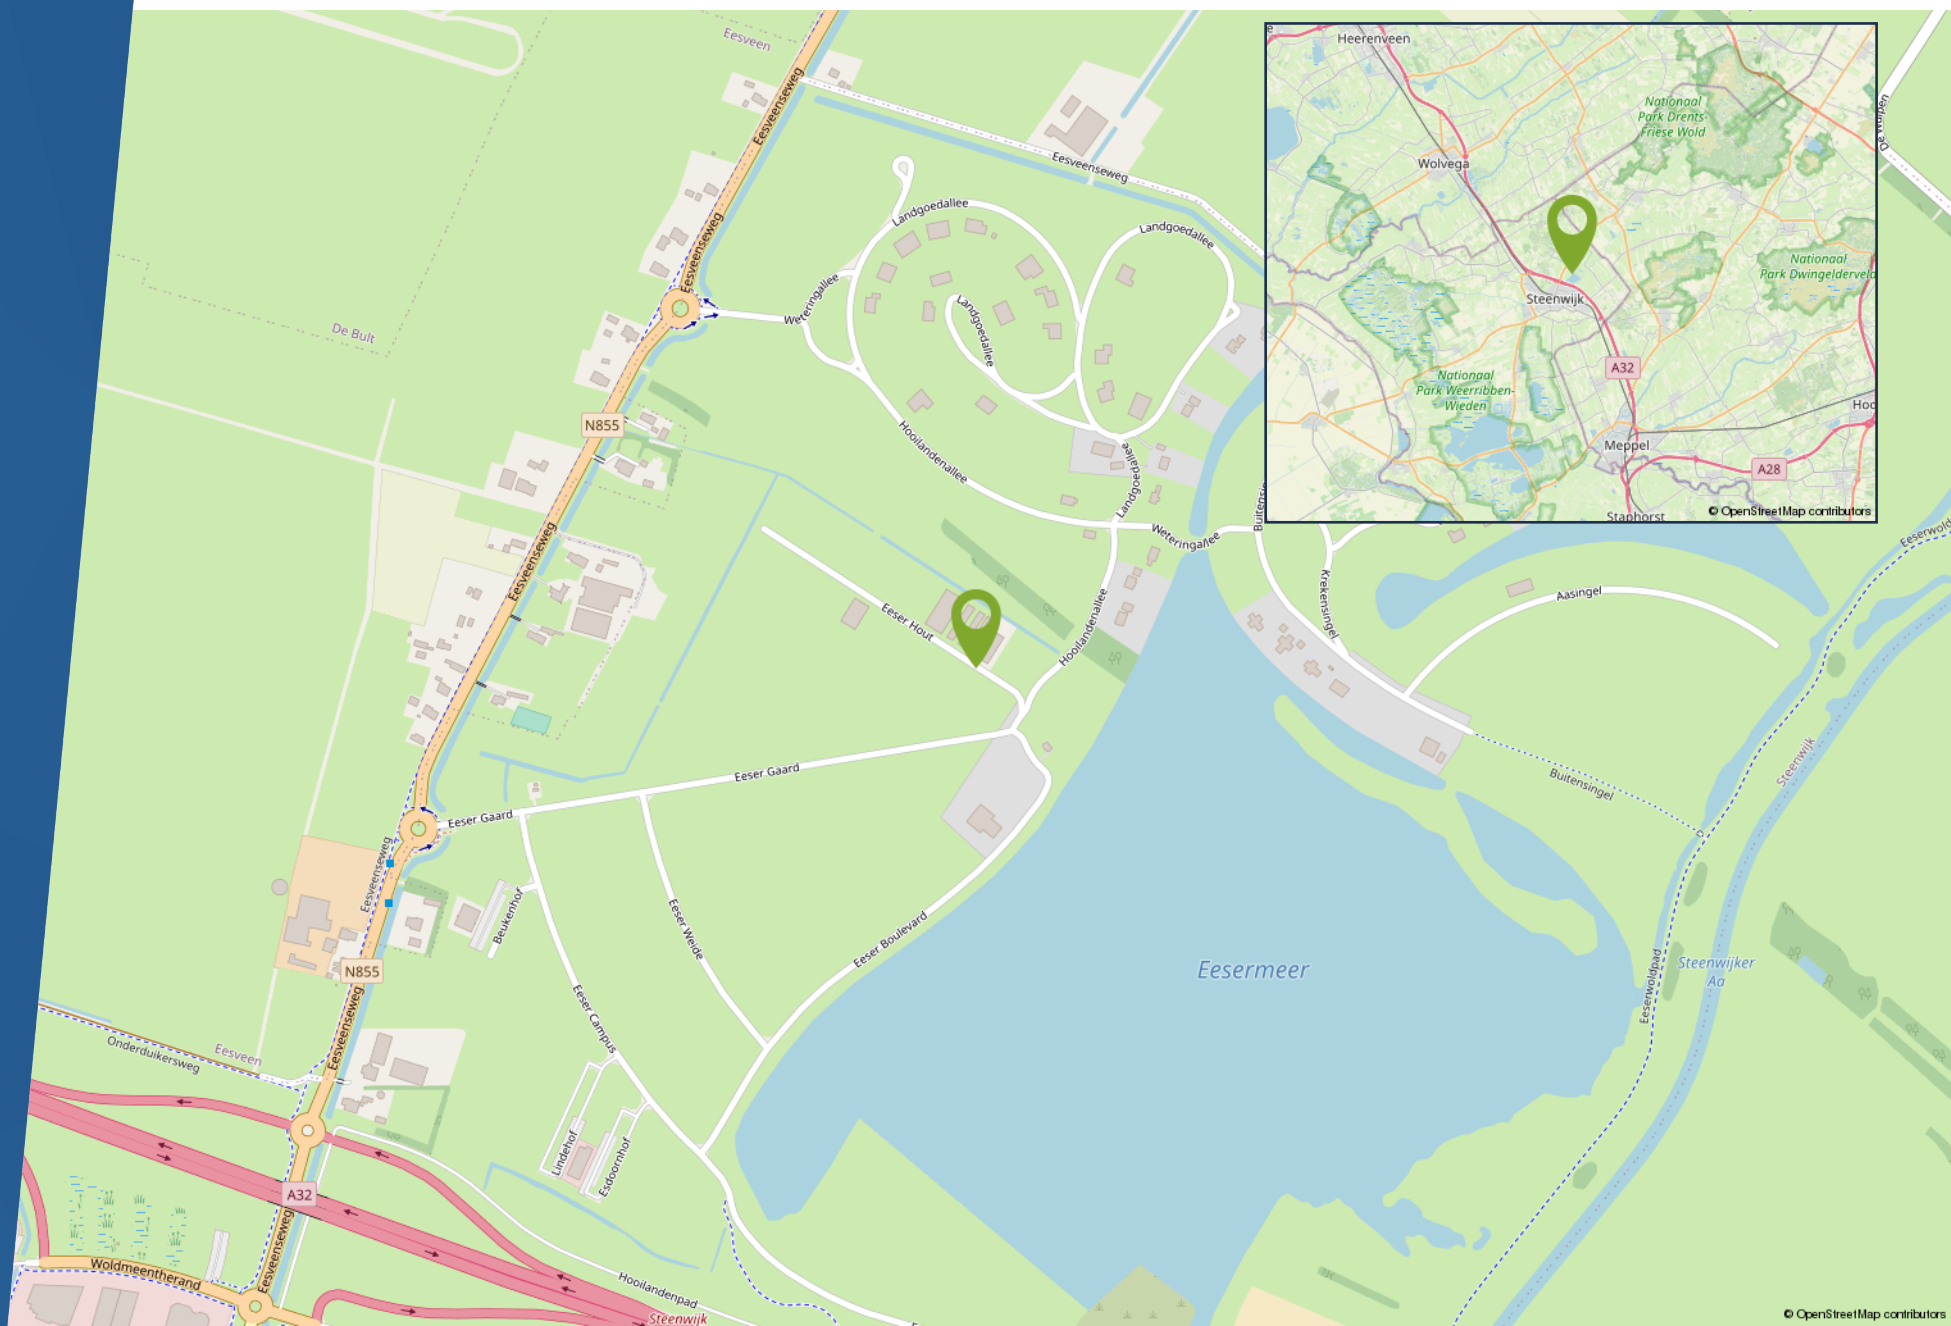 Eesveen
Eesveenseweg
Eesveenseweg
De Wulpen
Landgoedallee
Landgoedallee
Eesveenseweg
Weteringallee
Landgoedallee
De Bult
N855
Hooilandenallee
Landgoedallee
Weteringallee
Eesveenseweg
Eeser Hout
Hooilandenallee
Krekensingel
Aasingel
Eeser Gaard
Eeser Gaard
Buitensingel
Steenwijk
Eesveenseweg
Beukenhof
Eeser Weide
Eeser Boulevard
N855
Eesermeer
Eeserwoldpad
Steenwijker
Aa
Eeser Campus
Eesveenseweg
Eesveen
Onderduikersweg
Lindehof
Esdoornhof
A32
Eesveenseweg
Woldmeentherand
Hooilandenpad
Steenwijk
© OpenStreetMap contributors
Heerenveen
Nationaal
Park Drents-
Friese Wold
Wolvega
Nationaal
Park Dwingelderveld
Steenwijk
A32
Nationaal
Park Weerribben-
Wieden
Meppel
A28
Staphorst
© OpenStreetMap contributors